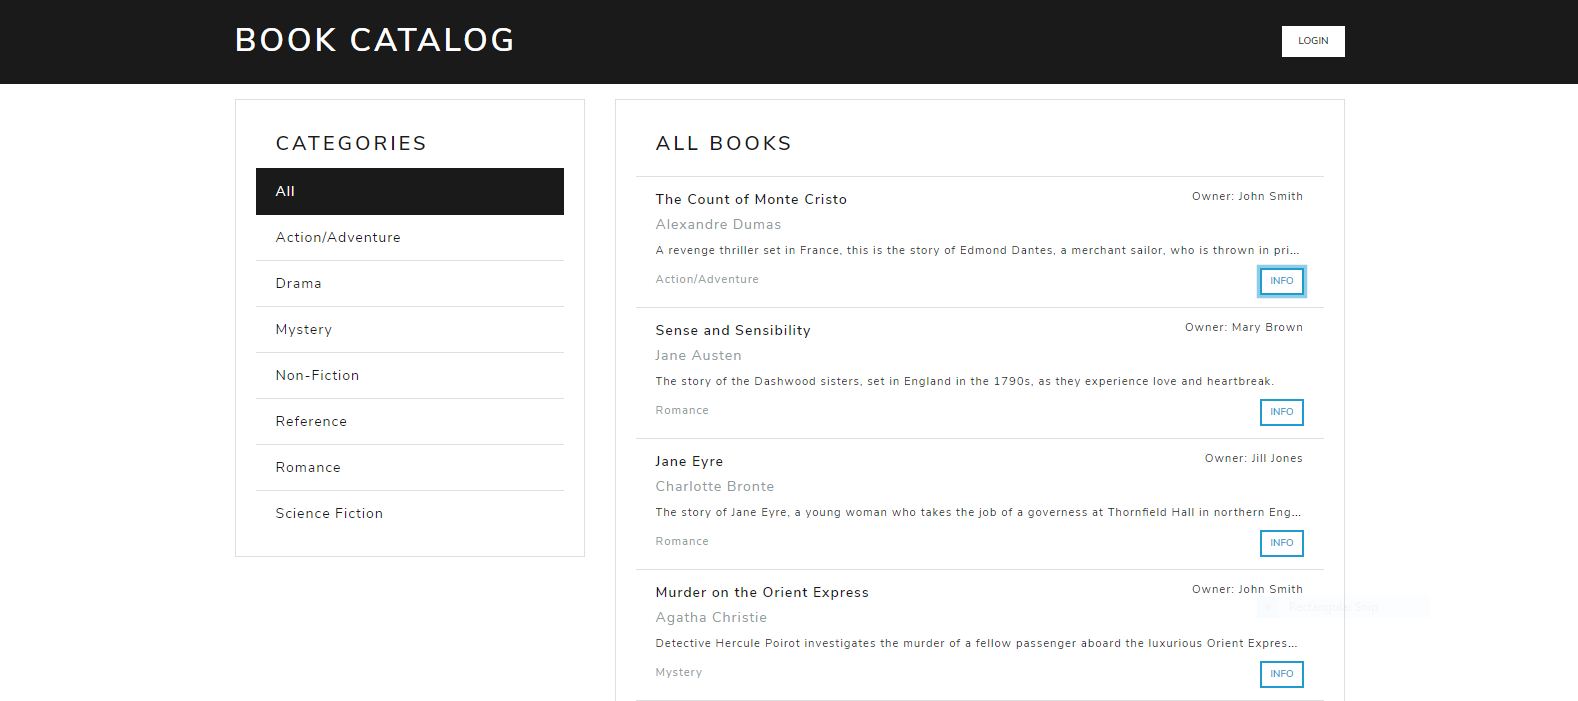 BOOK CATALOG
LOGIN
CATEGORIES
All
Action/Adventure
Drama
Mystery
Non-Fiction
Reference
Romance
Science Fiction
ALL BOOKS
The Count of Monte Cristo
Owner: John Smith
Alexandre Dumas
A revenge thriller set in France, this is the story of Edmond Dantes, a merchant sailor, who is thrown in pri...
Action/Adventure
INFO
Sense and Sensibility
Owner: Mary Brown
Jane Austen
The story of the Dashwood sisters, set in England in the 1790s, as they experience love and heartbreak.
Romance
INFO
Jane Eyre
Owner: Jill Jones
Charlotte Bronte
The story of Jane Eyre, a young woman who takes the job of a governess at Thornfield Hall in northern Eng...
Romance
INFO
Murder on the Orient Express
Owner: John Smith
Agatha Christie
Rectangular Snip
Detective Hercule Poirot investigates the murder of a fellow passenger aboard the luxurious Orient Expres...
Mystery
INFO